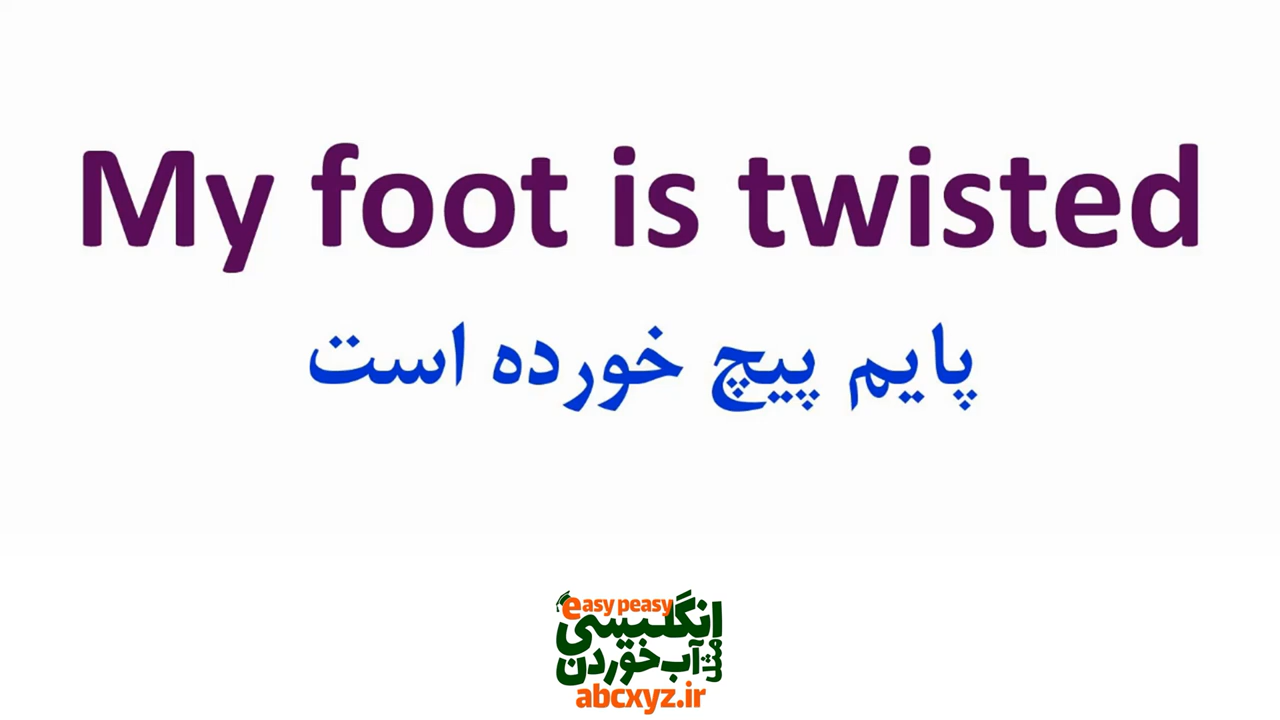 My foot is twisted
پایم پیچ خورده است
easy peasy
انگلیسی
مثل آب خوردن
abcxyz.ir